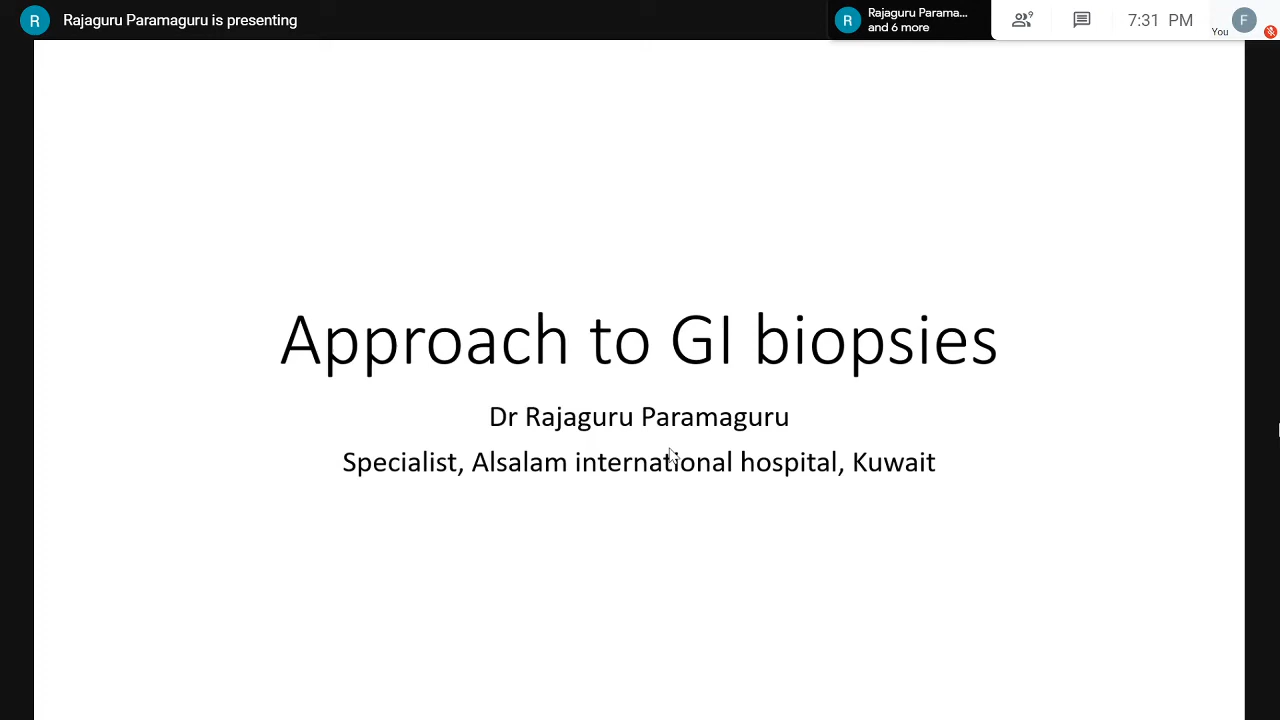 R Rajaguru Paramaguru is presenting
R Rajaguru Parama...
and 6 more
9
7:31 PM
You
F
Approach to GI biopsies
Dr Rajaguru Paramaguru
Specialist, Alsalam international hospital, Kuwait